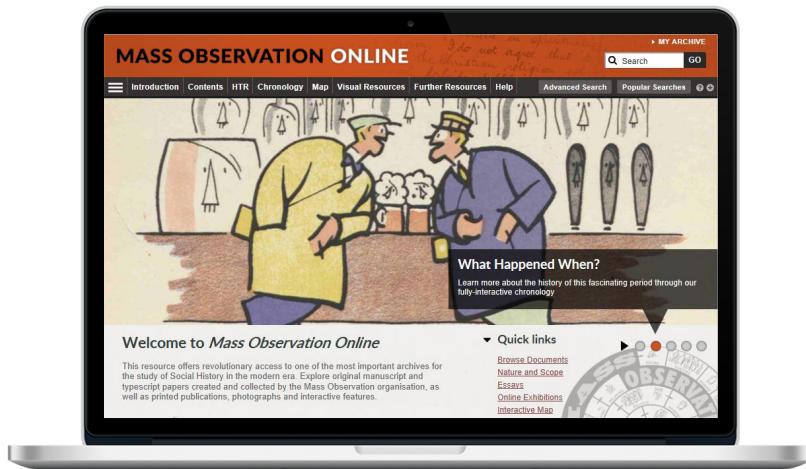 MASS OBSERVATION ONLINE
MY ARCHIVE
Search GO
Introduction Contents HTR Chronology Map Visual Resources Further Resources Help Advanced Search Popular Searches
What Happened When?
Learn more about the history of this fascinating period through our
fully-interactive chronology
Welcome to Mass Observation Online
This resource offers revolutionary access to one of the most important archives for
the study of Social History in the modern era. Explore original manuscript and
typescript papers created and collected by the Mass Observation organisation, as
well as printed publications, photographs and interactive features.
Quick links
Browse Documents
Nature and Scope
Essays
Online Exhibitions
Interactive Map
MASS OBSERVAT